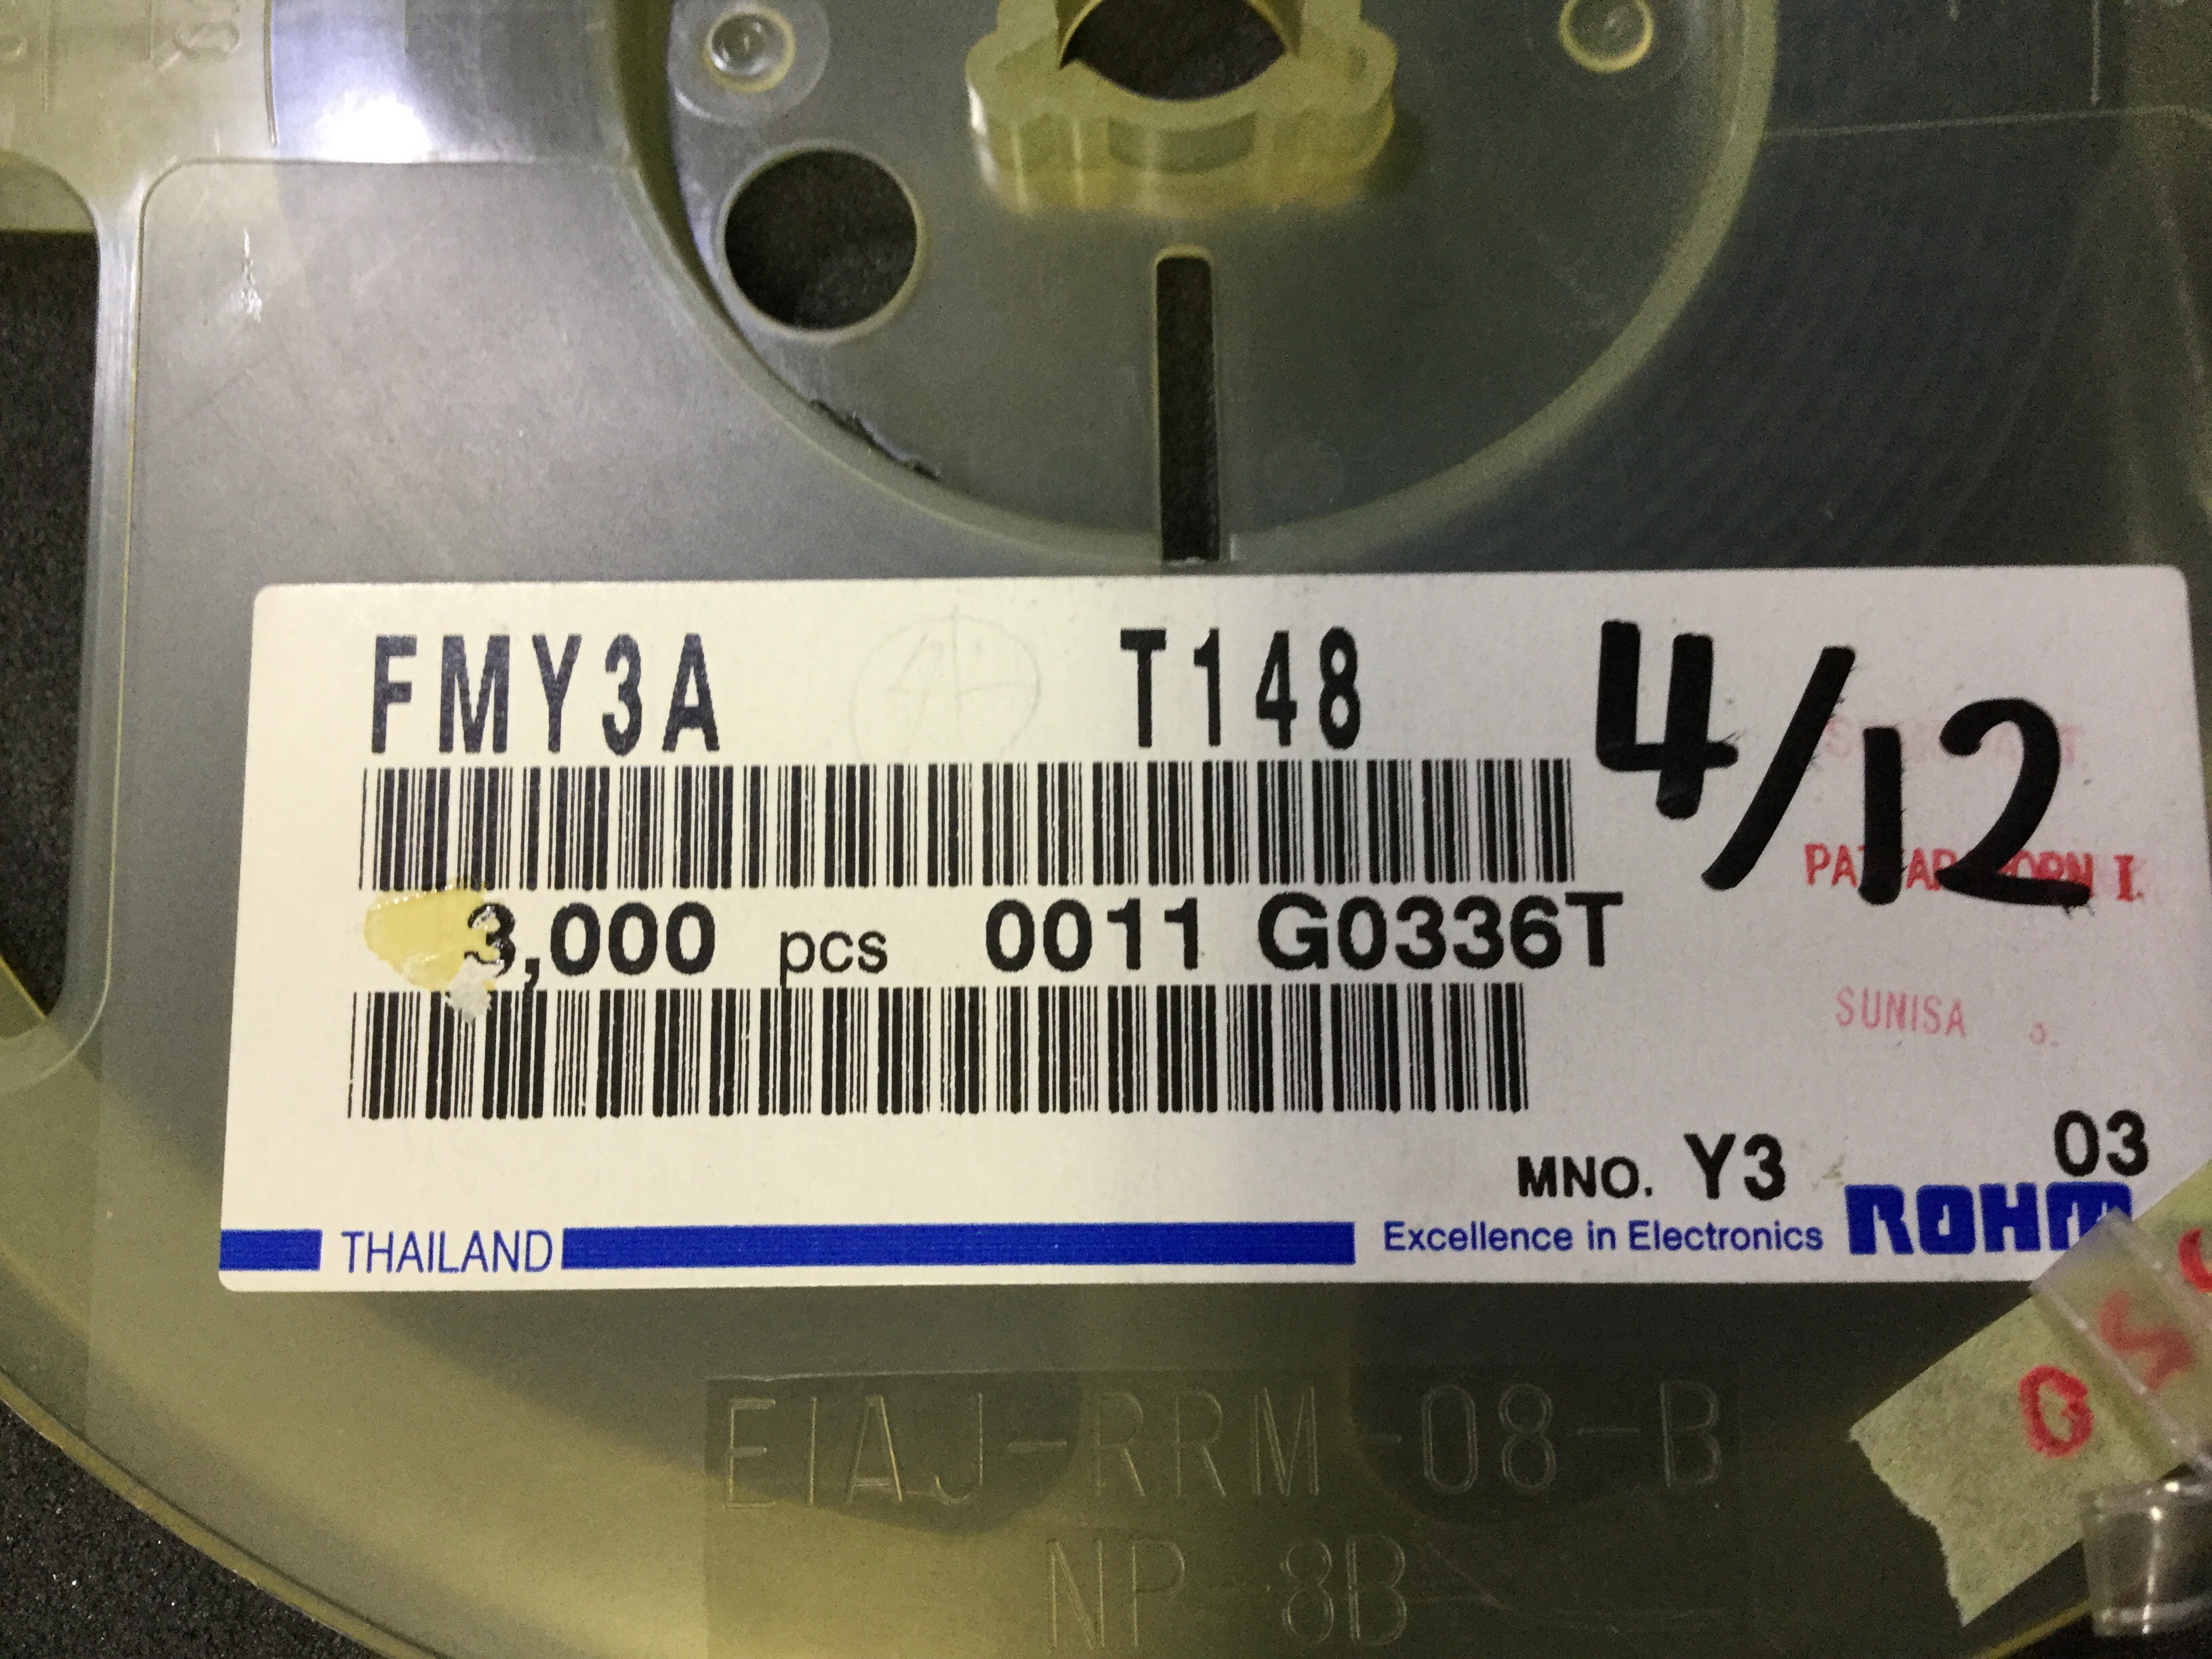 FMY3A T148 4/12
3,000 pcs 0011 G0336T
SUNISA
MNO. Y3 03
THAILAND Excellence in Electronics ROHM
EIAJ-RRM-08-B
NP-8B